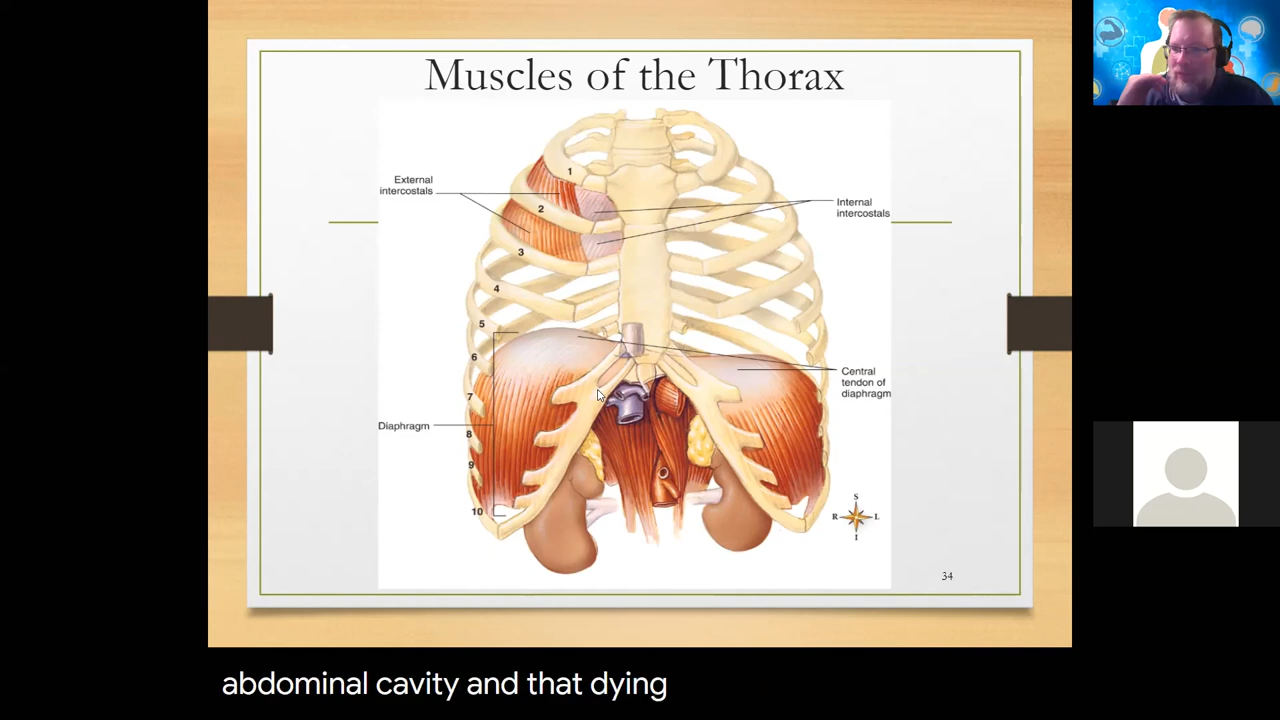 Muscles of the Thorax
External
intercostals
1
2
3
4
5
6
7
8
9
10
Internal
intercostals
Central
tendon of
diaphragm
Diaphragm
S
R L
I
34
abdominal cavity and that dying